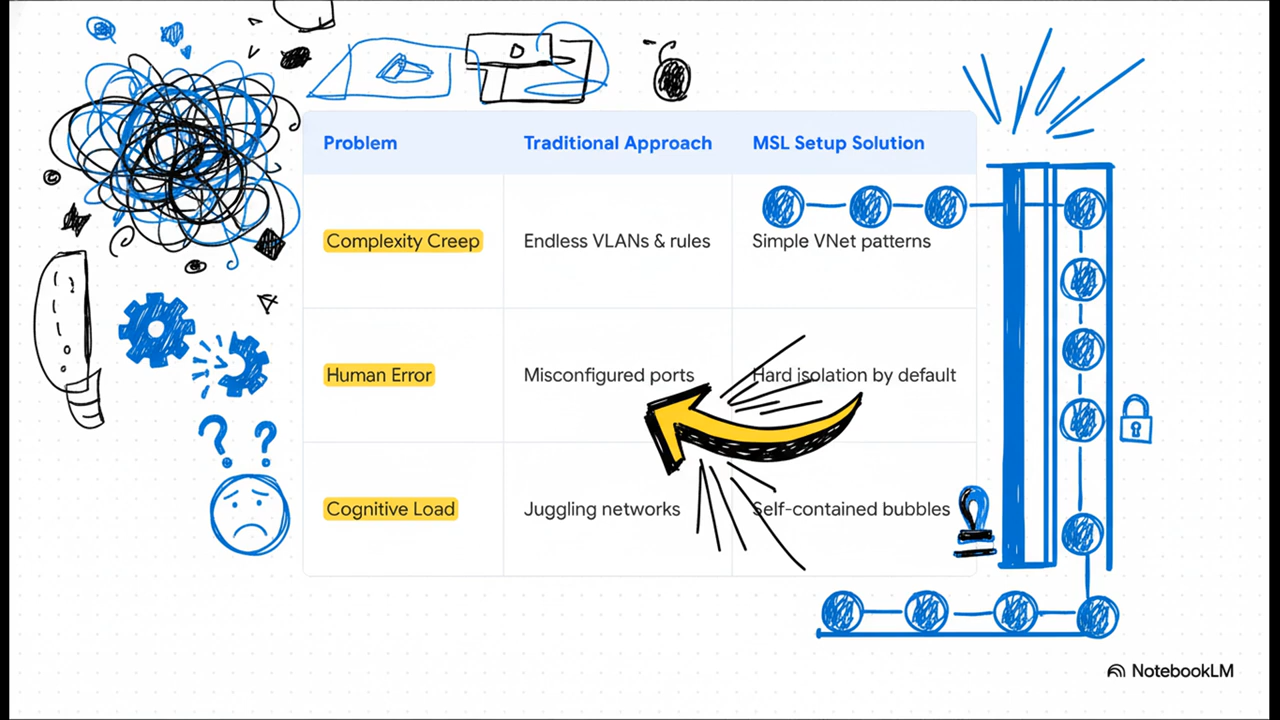 Problem
Traditional Approach
MSL Setup Solution
Complexity Creep
Endless VLANs & rules
Simple VNet patterns
Human Error
Misconfigured ports
Hard isolation by default
Cognitive Load
Juggling networks
Self-contained bubbles
? ?
NotebookLM